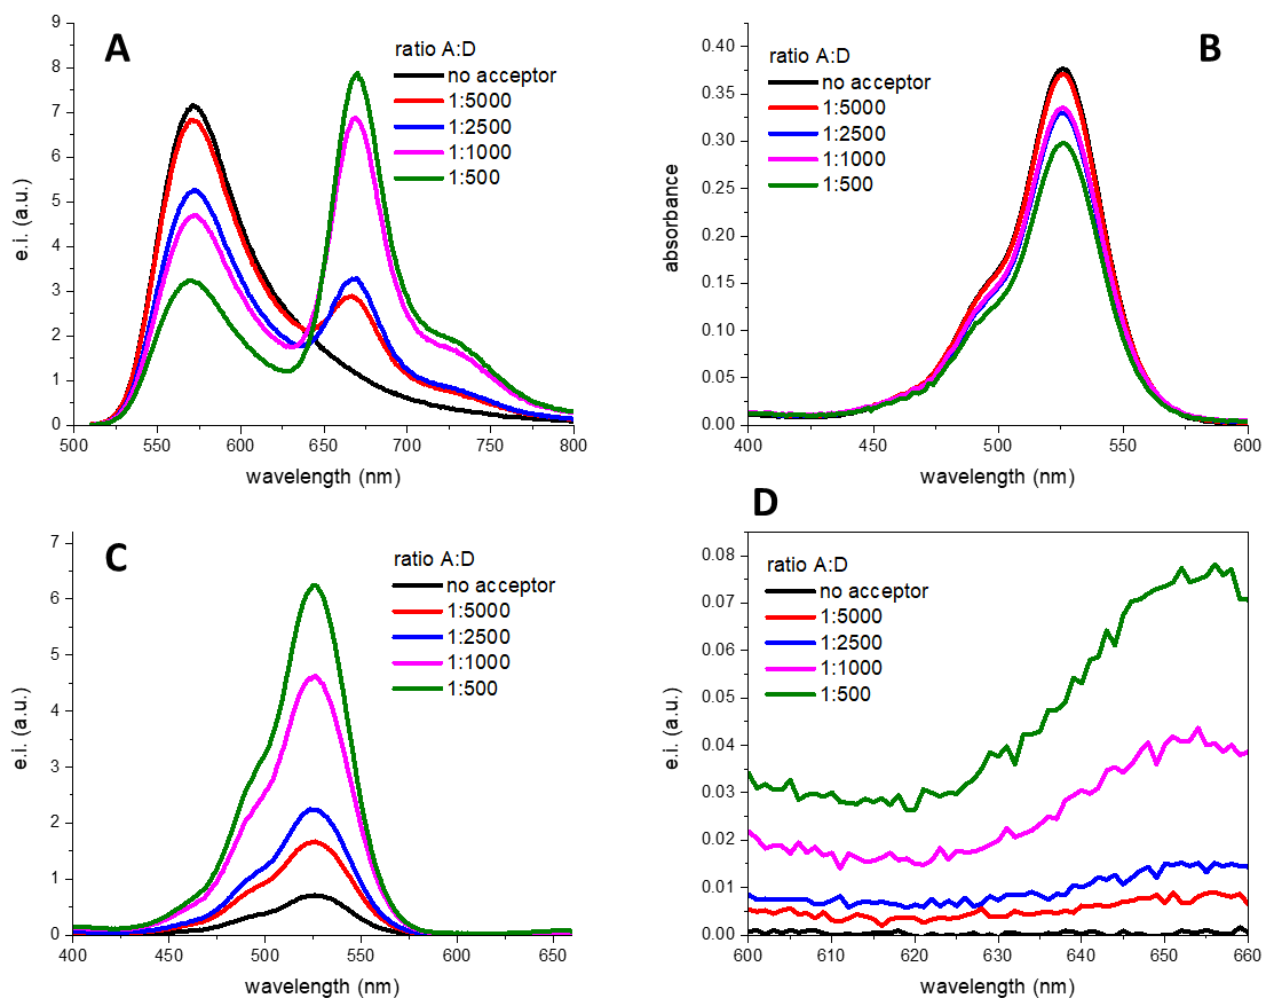 A
ratio A:D
no acceptor
1:5000
1:2500
1:1000
1:500
9
8
7
6
5
4
3
2
1
0
e.i. (a.u.)
500 550 600 650 700 750 800
wavelength (nm)
B
ratio A:D
no acceptor
1:5000
1:2500
1:1000
1:500
0.40
0.35
0.30
0.25
0.20
0.15
0.10
0.05
0.00
absorbance
400 450 500 550 600
wavelength (nm)
C
ratio A:D
no acceptor
1:5000
1:2500
1:1000
1:500
7
6
5
4
3
2
1
0
e.i. (a.u.)
400 450 500 550 600 650
wavelength (nm)
D
ratio A:D
no acceptor
1:5000
1:2500
1:1000
1:500
0.08
0.07
0.06
0.05
0.04
0.03
0.02
0.01
0.00
e.i. (a.u.)
600 610 620 630 640 650 660
wavelength (nm)